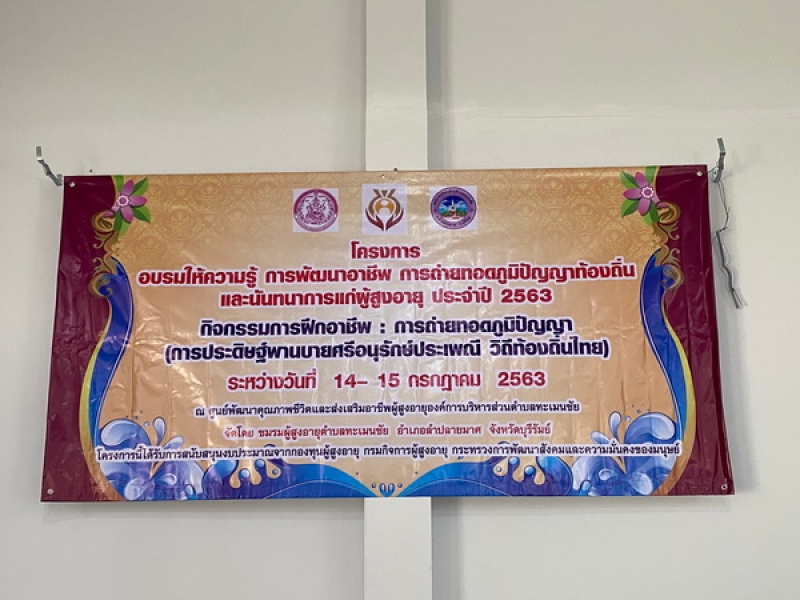 โครงการ
อบรมให้ความรู้ การพัฒนาอาชีพ การถ่ายทอดภูมิปัญญาท้องถิ่น
และนันทนาการแก่ผู้สูงอายุ ประจำปี 2563
กิจกรรมการฝึกอาชีพ : การถ่ายทอดภูมิปัญญา
(การประดิษฐ์พานบายศรีอนุรักษ์ประเพณี วิถีท้องถิ่นไทย)
ระหว่างวันที่ 14– 15 กรกฎาคม 2563
ณ ศูนย์พัฒนาคุณภาพชีวิตและส่งเสริมอาชีพผู้สูงอายุองค์การบริหารส่วนตำบลทะเมนชัย
จัดโดย ชมรมผู้สูงอายุตำบลทะเมนชัย อำเภอลำปลายมาศ จังหวัดบุรีรัมย์
โครงการนี้ได้รับการสนับสนุนงบประมาณจากกองทุนผู้สูงอายุ กรมกิจการผู้สูงอายุ กระทรวงการพัฒนาสังคมและความมั่นคงของมนุษย์